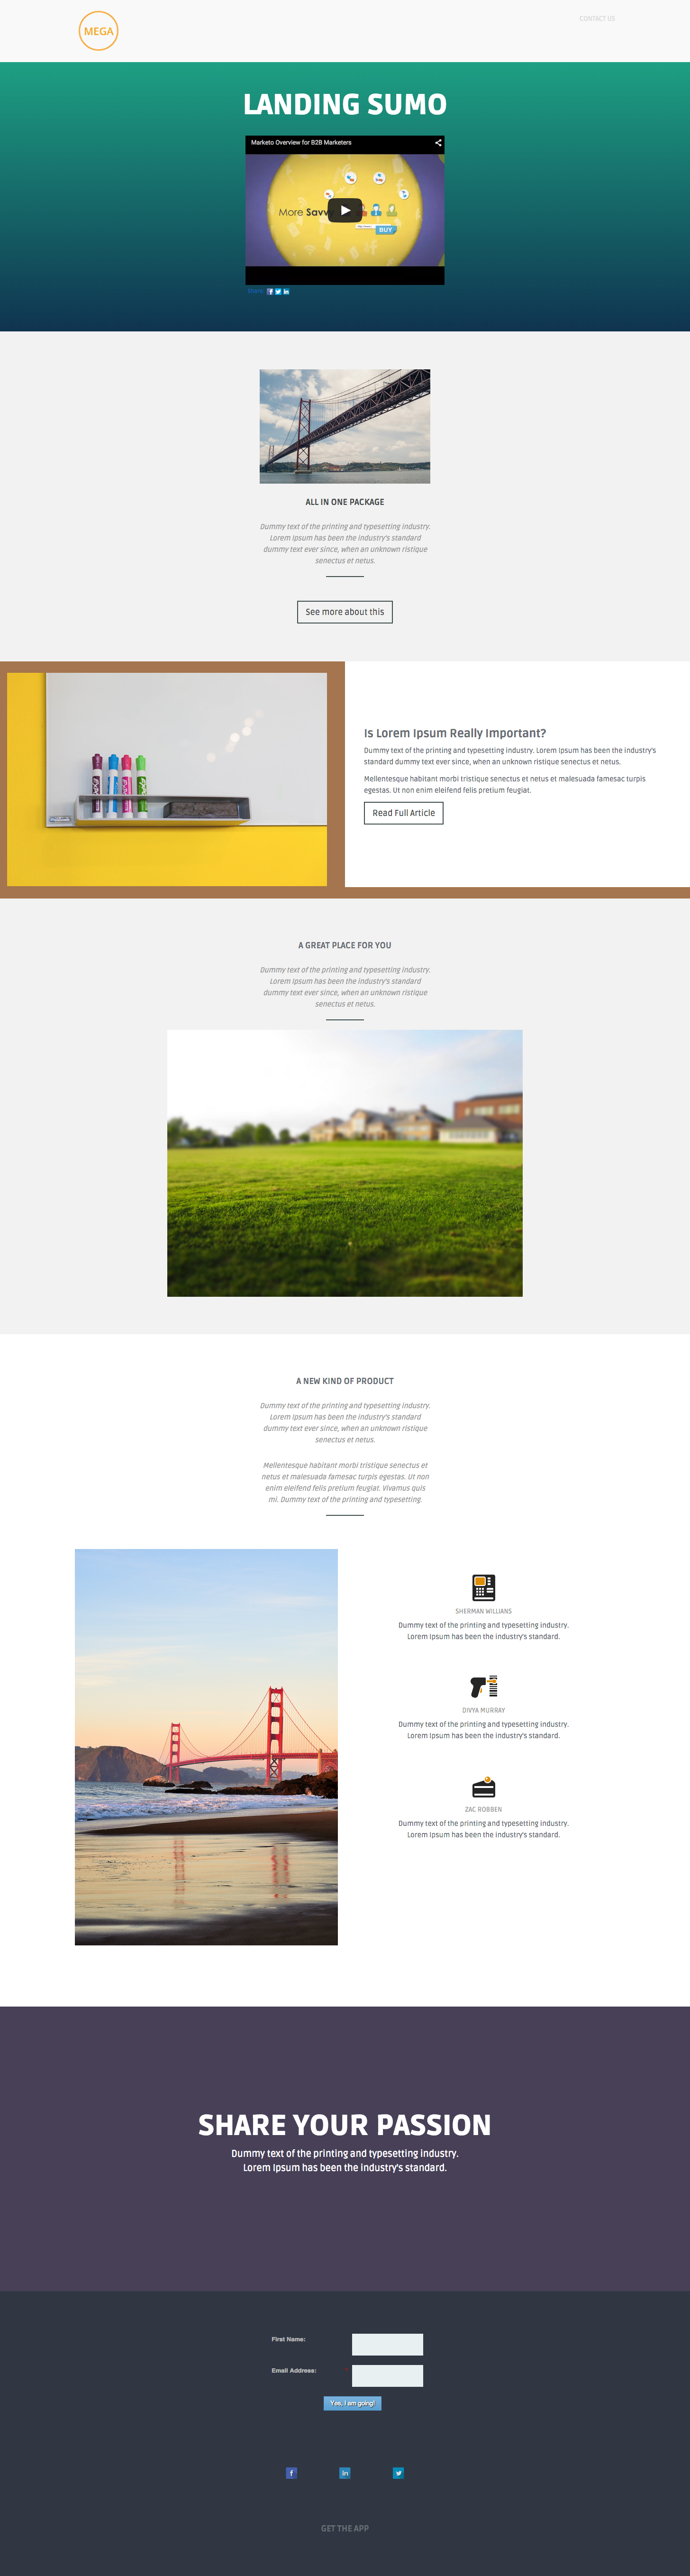 MEGA
CONTACT US
LANDING SUMO
Marketo Overview for B2B Marketers
More Savv
BUY
Share:
ALL IN ONE PACKAGE
Dummy text of the printing and typesetting industry.
Lorem Ipsum has been the industry's standard
dummy text ever since, when an unknown ristique
senectus et netus.
See more about this
Is Lorem Ipsum Really Important?
Dummy text of the printing and typesetting industry. Lorem Ipsum has been the industry's
standard dummy text ever since, when an unknown ristique senectus et netus.
Mellentesque habitant morbi tristique senectus et netus et malesuada famesac turpis
egestas. Ut non enim eleifend felis pretium feugiat.
Read Full Article
A GREAT PLACE FOR YOU
Dummy text of the printing and typesetting industry.
Lorem Ipsum has been the industry's standard
dummy text ever since, when an unknown ristique
senectus et netus.
A NEW KIND OF PRODUCT
Dummy text of the printing and typesetting industry.
Lorem Ipsum has been the industry's standard
dummy text ever since, when an unknown ristique
senectus et netus.
Mellentesque habitant morbi tristique senectus et
netus et malesuada famesac turpis egestas. Ut non
enim eleifend felis pretium feugiat. Vivamus quis
mi. Dummy text of the printing and typesetting.
SHERMAN WILLIANS
Dummy text of the printing and typesetting industry.
Lorem Ipsum has been the industry's standard.
DIVYA MURRAY
Dummy text of the printing and typesetting industry.
Lorem Ipsum has been the industry's standard.
ZAC ROBBEN
Dummy text of the printing and typesetting industry.
Lorem Ipsum has been the industry's standard.
SHARE YOUR PASSION
Dummy text of the printing and typesetting industry.
Lorem Ipsum has been the industry's standard.
First Name:
Email Address:
*
Yes, I am going!
GET THE APP